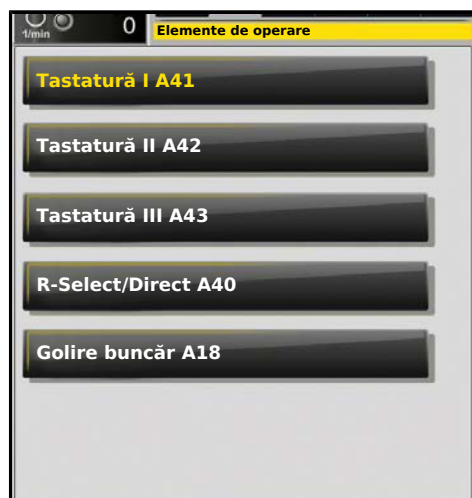 1/min
0
Elemente de operare
Tastatură I A41
Tastatură II A42
Tastatură III A43
R-Select/Direct A40
Golire buncăr A18